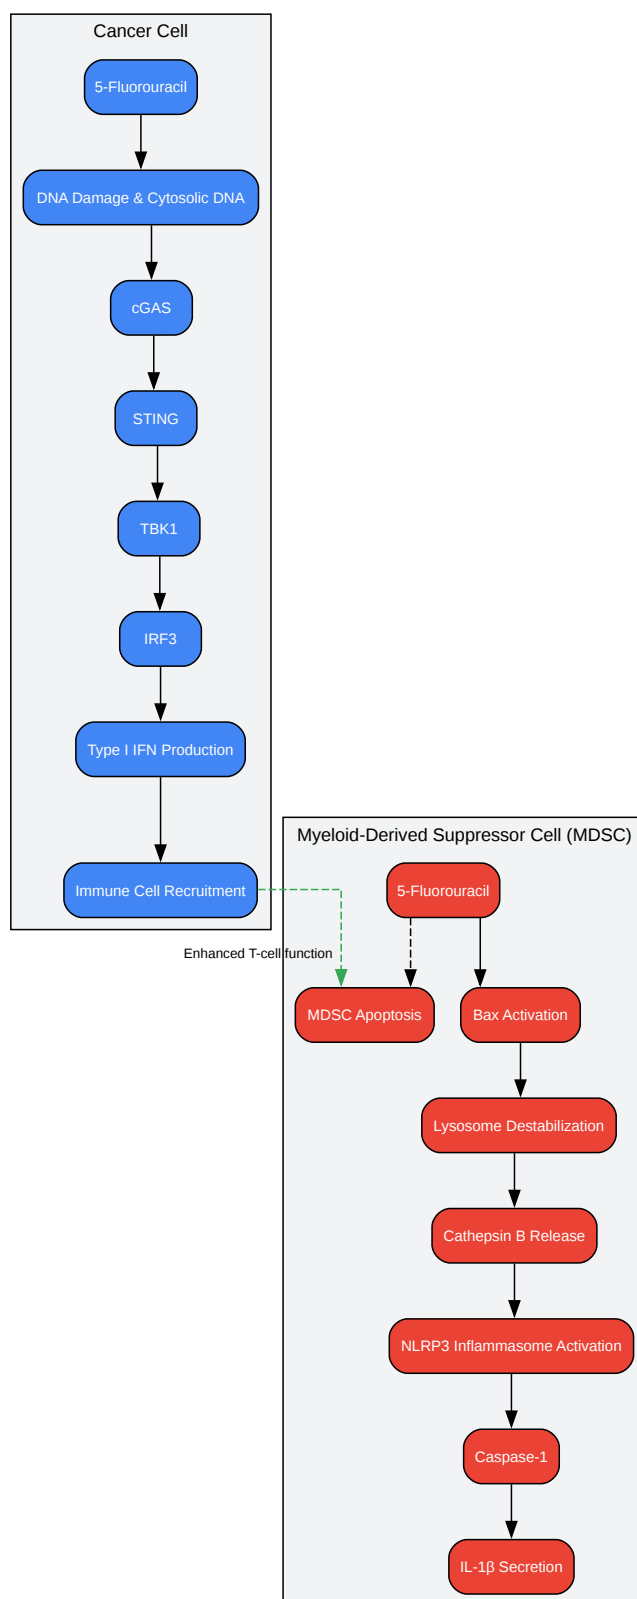 Cancer Cell
5-Fluorouracil
DNA Damage & Cytosolic DNA
cGAS
STING
TBK1
IRF3
Type I IFN Production
Immune Cell Recruitment
Enhanced T-cell function
Myeloid-Derived Suppressor Cell (MDSC)
5-Fluorouracil
MDSC Apoptosis
Bax Activation
Lysosome Destabilization
Cathepsin B Release
NLRP3 Inflammasome Activation
Caspase-1
IL-1β Secretion